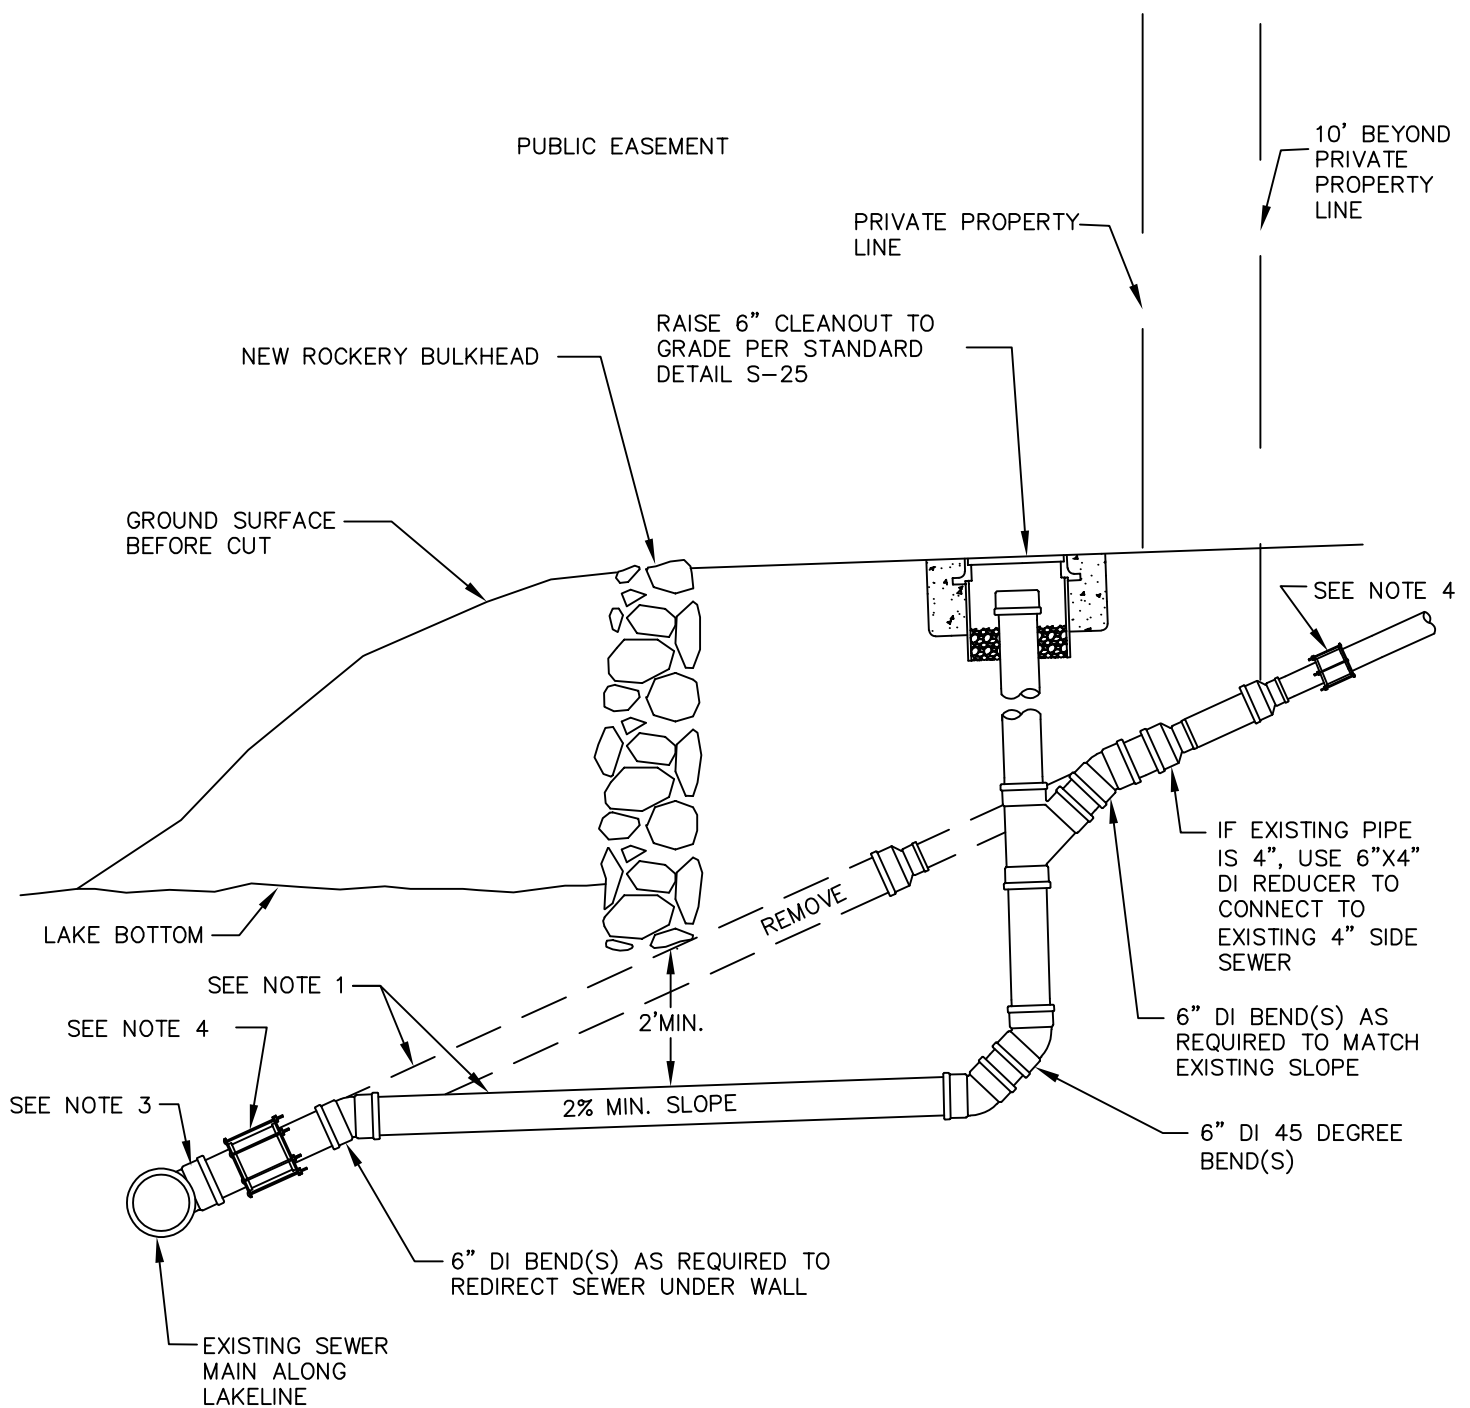 PUBLIC EASEMENT
10' BEYOND
PRIVATE
PROPERTY
LINE
PRIVATE PROPERTY
LINE
RAISE 6" CLEANOUT TO
GRADE PER STANDARD
DETAIL S-25
NEW ROCKERY BULKHEAD
GROUND SURFACE
BEFORE CUT
SEE NOTE 4
IF EXISTING PIPE
IS 4", USE 6"X4"
DI REDUCER TO
CONNECT TO
EXISTING 4" SIDE
SEWER
REMOVE
LAKE BOTTOM
SEE NOTE 1
2'MIN.
SEE NOTE 4
6" DI BEND(S) AS
REQUIRED TO MATCH
EXISTING SLOPE
SEE NOTE 3
2% MIN. SLOPE
6" DI 45 DEGREE
BEND(S)
6" DI BEND(S) AS REQUIRED TO
REDIRECT SEWER UNDER WALL
EXISTING SEWER
MAIN ALONG
LAKELINE